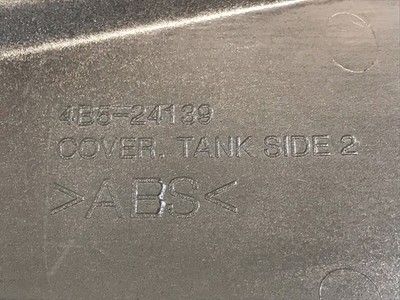 4B5-24139
COVER, TANK SIDE 2
>ABS<